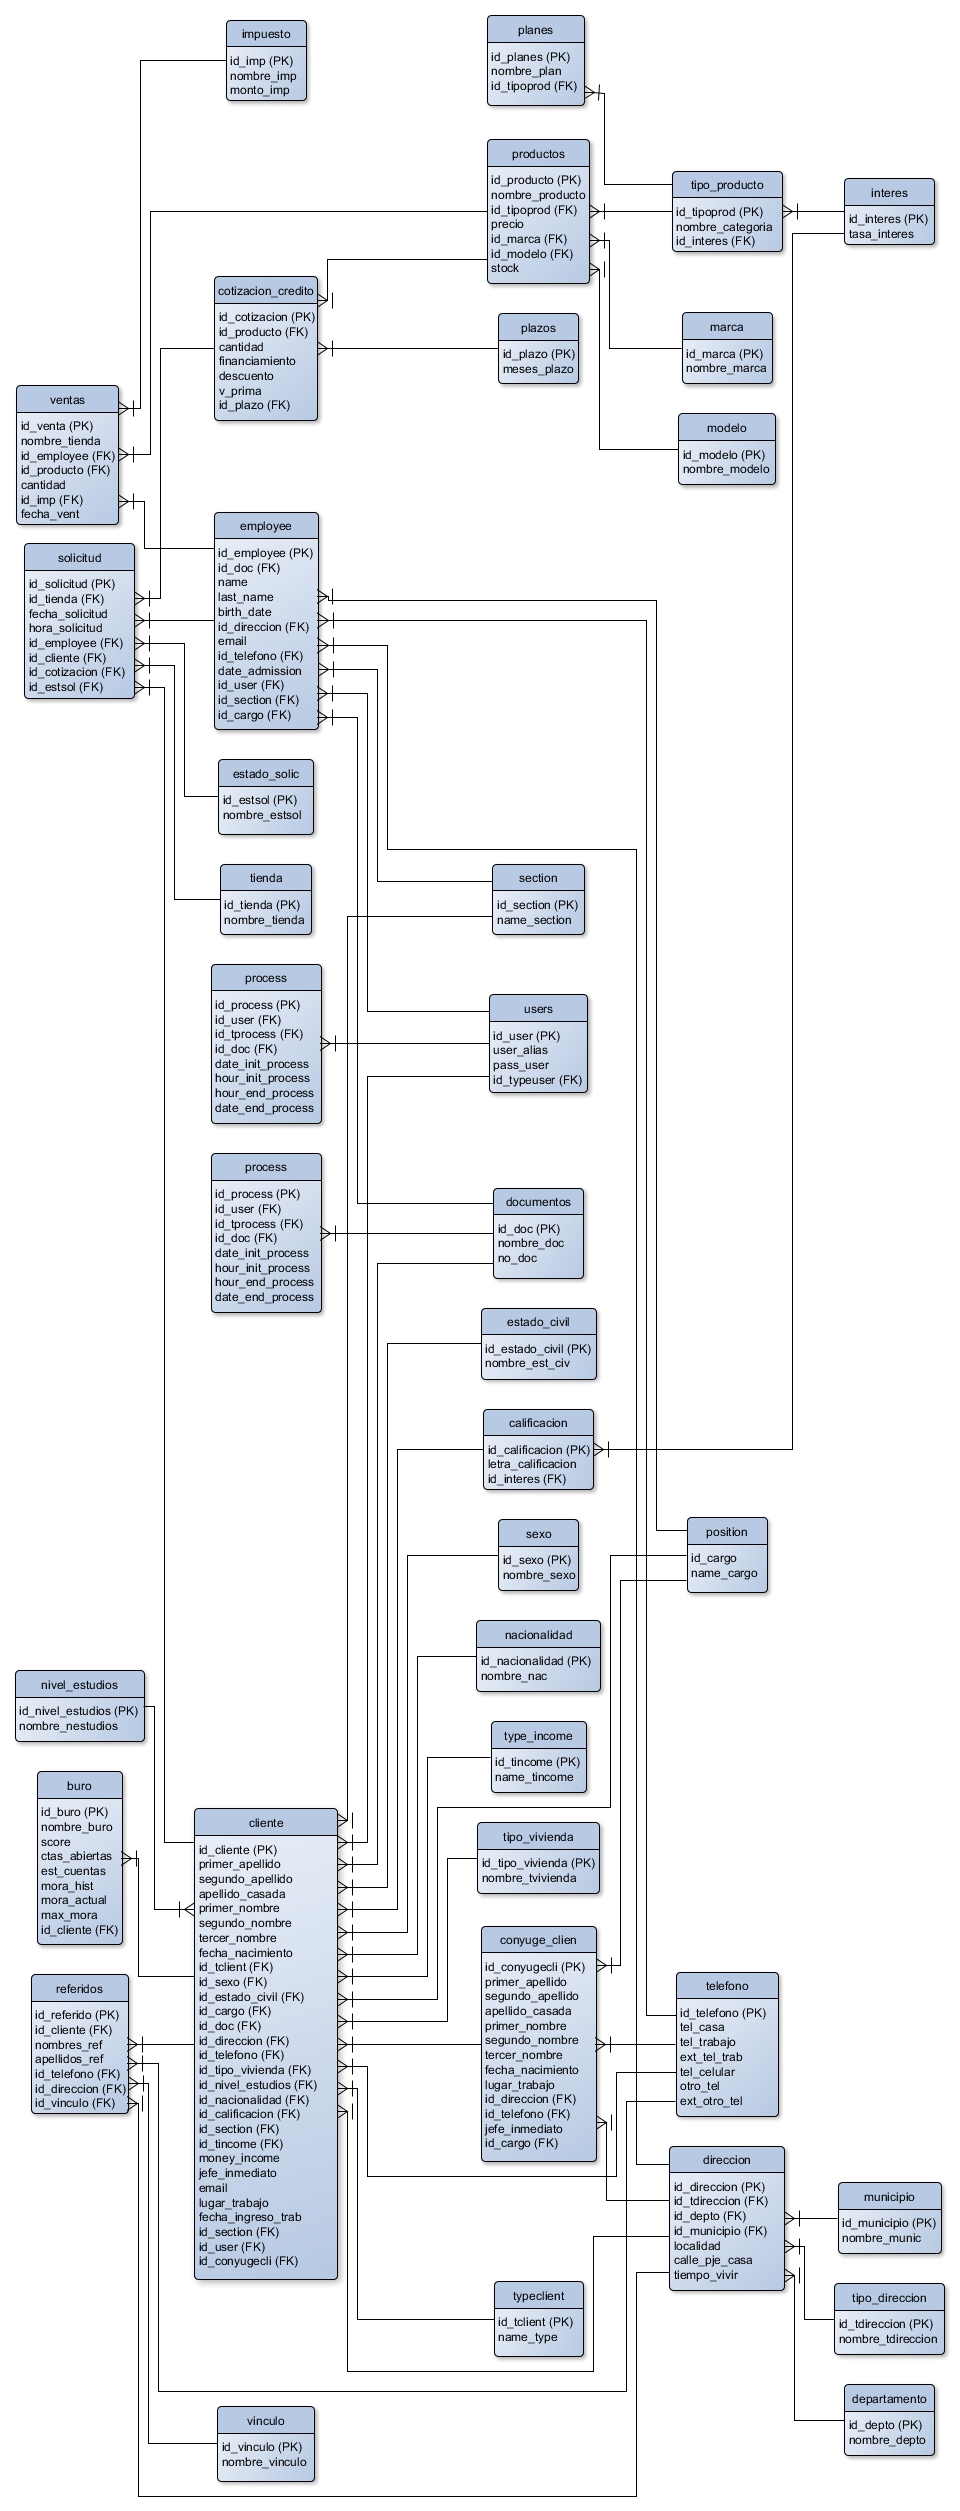 impuesto
id_imp (PK)
nombre_imp
monto_imp
planes
id_planes (PK)
nombre_plan
id_tipoprod (FK)
productos
id_producto (PK)
nombre_producto
id_tipoprod (FK)
precio
id_marca (FK)
id_modelo (FK)
stock
tipo_producto
id_tipoprod (PK)
nombre_categoria
id_interes (FK)
interes
id_interes (PK)
tasa_interes
cotizacion_credito
id_cotizacion (PK)
id_producto (FK)
cantidad
financiamiento
descuento
v_prima
id_plazo (FK)
plazos
id_plazo (PK)
meses_plazo
marca
id_marca (PK)
nombre_marca
modelo
id_modelo (PK)
nombre_modelo
ventas
id_venta (PK)
nombre_tienda
id_employee (FK)
id_producto (FK)
cantidad
id_imp (FK)
fecha_vent
solicitud
id_solicitud (PK)
id_tienda (FK)
fecha_solicitud
hora_solicitud
id_employee (FK)
id_cliente (FK)
id_cotizacion (FK)
id_estsol (FK)
employee
id_employee (PK)
id_doc (FK)
name
last_name
birth_date
id_direccion (FK)
email
id_telefono (FK)
date_admission
id_user (FK)
id_section (FK)
id_cargo (FK)
estado_solic
id_estsol (PK)
nombre_estsol
tienda
id_tienda (PK)
nombre_tienda
section
id_section (PK)
name_section
process
id_process (PK)
id_user (FK)
id_tprocess (FK)
id_doc (FK)
date_init_process
hour_init_process
hour_end_process
date_end_process
users
id_user (PK)
user_alias
pass_user
id_typeuser (FK)
process
id_process (PK)
id_user (FK)
id_tprocess (FK)
id_doc (FK)
date_init_process
hour_init_process
hour_end_process
date_end_process
documentos
id_doc (PK)
nombre_doc
no_doc
estado_civil
id_estado_civil (PK)
nombre_est_civ
calificacion
id_calificacion (PK)
letra_calificacion
id_interes (FK)
sexo
id_sexo (PK)
nombre_sexo
position
id_cargo
name_cargo
nacionalidad
id_nacionalidad (PK)
nombre_nac
nivel_estudios
id_nivel_estudios (PK)
nombre_nestudios
type_income
id_tincome (PK)
name_tincome
buro
id_buro (PK)
nombre_buro
score
ctas_abiertas
est_cuentas
mora_hist
mora_actual
max_mora
id_cliente (FK)
cliente
id_cliente (PK)
primer_apellido
segundo_apellido
apellido_casada
primer_nombre
segundo_nombre
tercer_nombre
fecha_nacimiento
id_tclient (FK)
id_sexo (FK)
id_estado_civil (FK)
id_cargo (FK)
id_doc (FK)
id_direccion (FK)
id_telefono (FK)
id_tipo_vivienda (FK)
id_nivel_estudios (FK)
id_nacionalidad (FK)
id_calificacion (FK)
id_section (FK)
id_tincome (FK)
money_income
jefe_inmediato
email
lugar_trabajo
fecha_ingreso_trab
id_section (FK)
id_user (FK)
id_conyugecli (FK)
tipo_vivienda
id_tipo_vivienda (PK)
nombre_tvivienda
conyuge_clien
id_conyugecli (PK)
primer_apellido
segundo_apellido
apellido_casada
primer_nombre
segundo_nombre
tercer_nombre
fecha_nacimiento
lugar_trabajo
id_direccion (FK)
id_telefono (FK)
jefe_inmediato
id_cargo (FK)
referidos
id_referido (PK)
id_cliente (FK)
nombres_ref
apellidos_ref
id_telefono (FK)
id_direccion (FK)
id_vinculo (FK)
telefono
id_telefono (PK)
tel_casa
tel_trabajo
ext_tel_trab
tel_celular
otro_tel
ext_otro_tel
direccion
id_direccion (PK)
id_tdireccion (FK)
id_depto (FK)
id_municipio (FK)
localidad
calle_pje_casa
tiempo_vivir
municipio
id_municipio (PK)
nombre_munic
typeclient
id_tclient (PK)
name_type
tipo_direccion
id_tdireccion (PK)
nombre_tdireccion
departamento
id_depto (PK)
nombre_depto
vinculo
id_vinculo (PK)
nombre_vinculo